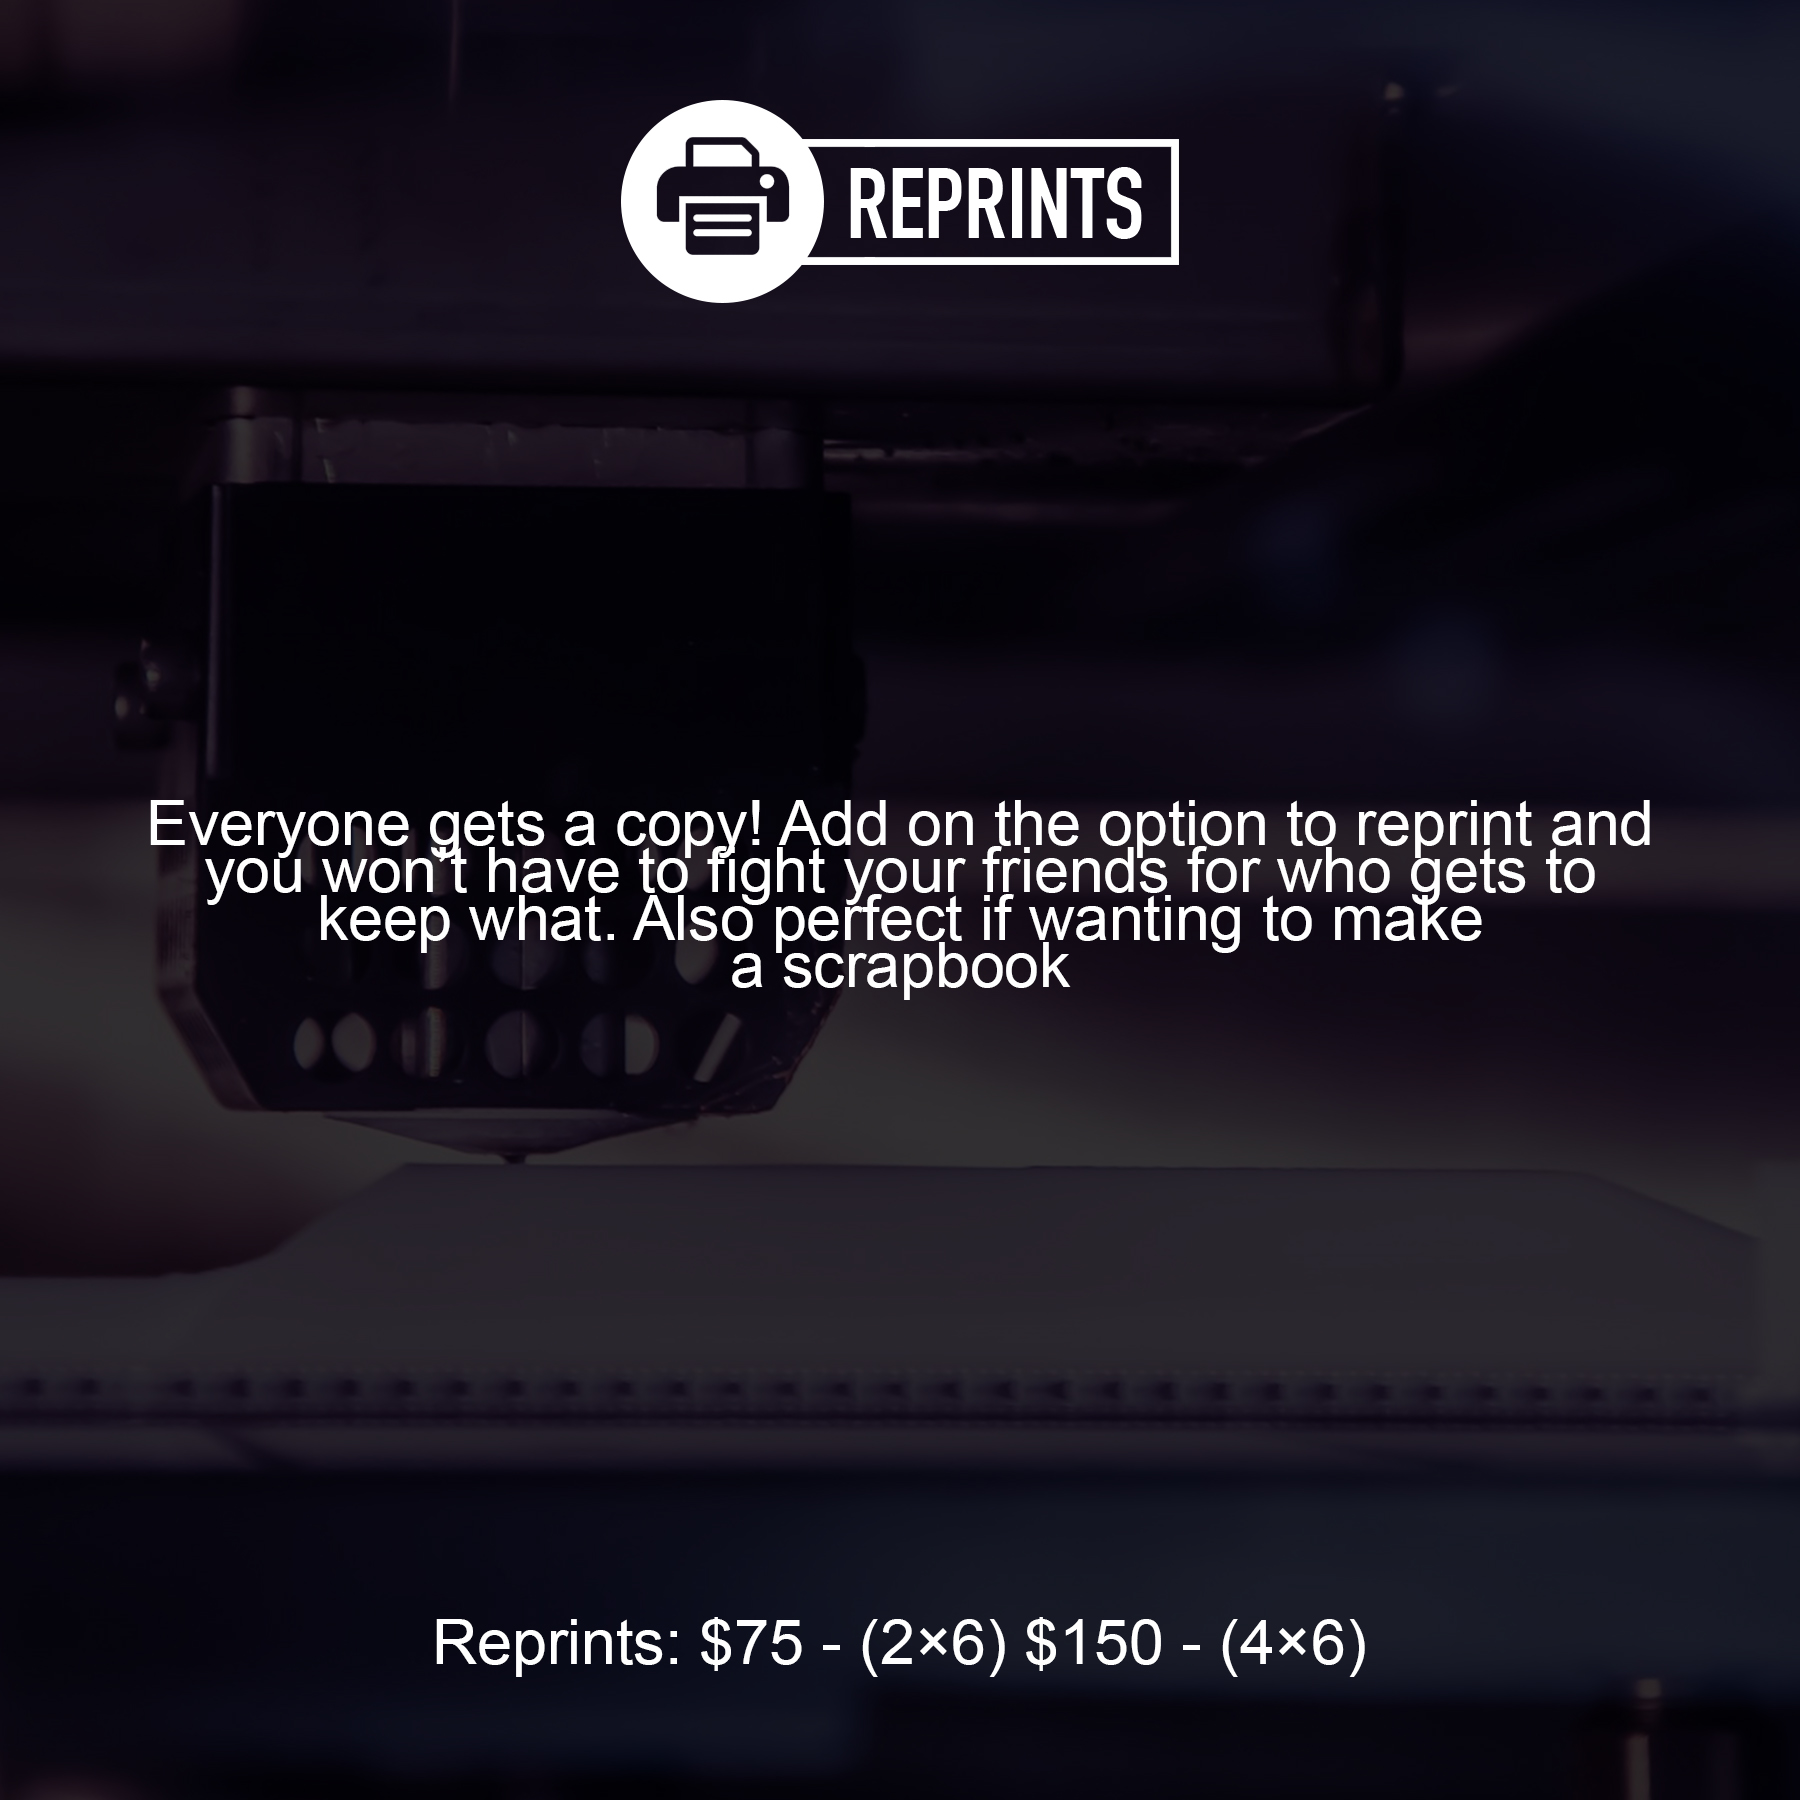 REPRINTS
Everyone gets a copy! Add on the option to reprint and
you won't have to fight your friends for who gets to
keep what. Also perfect if wanting to make
a scrapbook
Reprints: $75 - (2×6) $150 - (4×6)